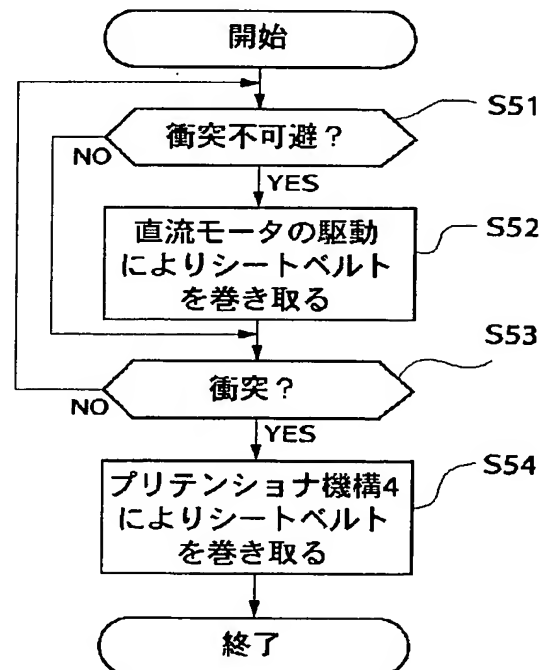 開始
S51
衝突不可避？
NO
YES
S52
直流モータの駆動
によりシートベルト
を巻き取る
S53
衝突？
NO
YES
S54
プリテンショナ機構4
によりシートベルト
を巻き取る
終了